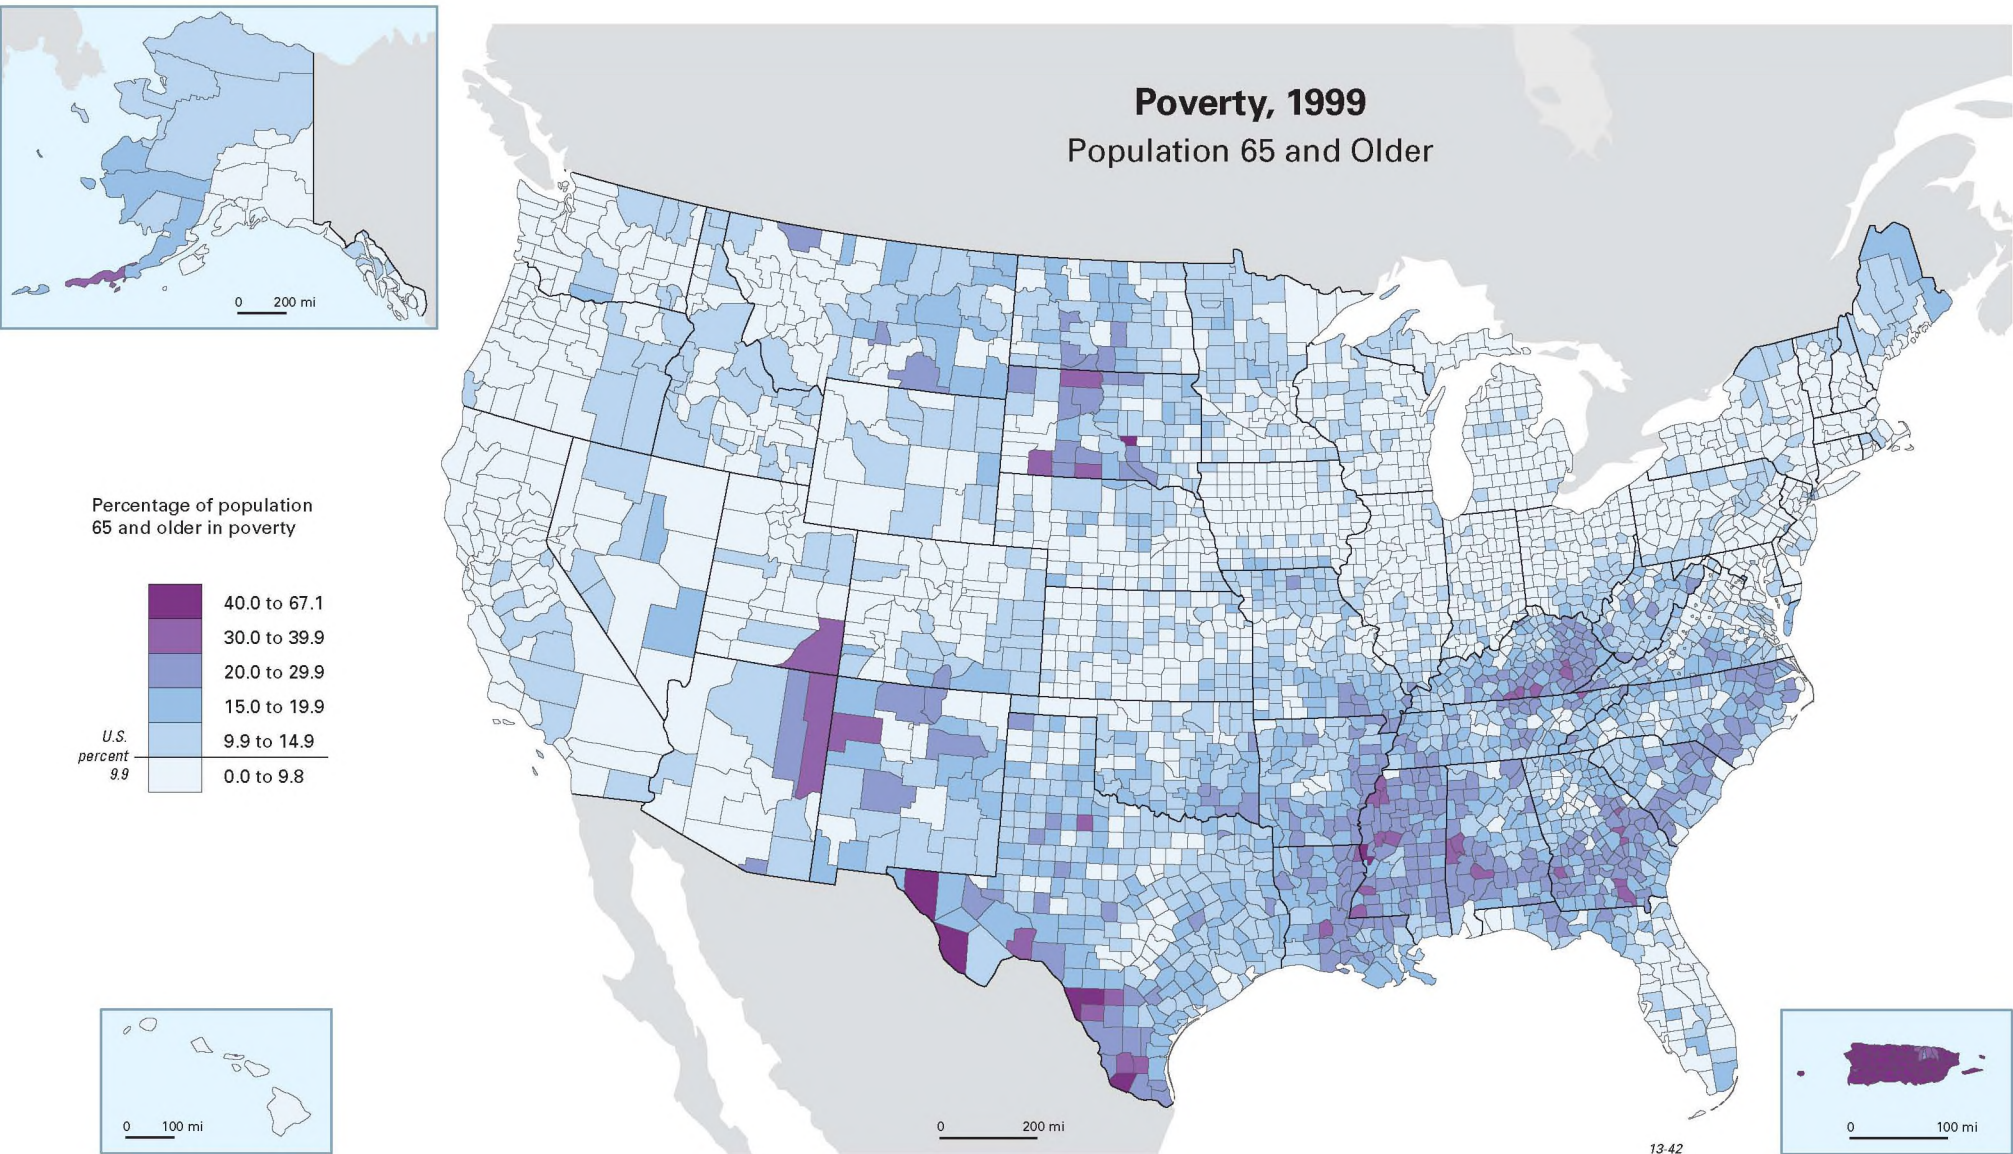 Poverty, 1999
Population 65 and Older
0 200 mi
Percentage of population
65 and older in poverty
40.0 to 67.1
30.0 to 39.9
20.0 to 29.9
15.0 to 19.9
9.9 to 14.9
0.0 to 9.8
U.S.
percent
9.9
0 100 mi
0 200 mi
0 100 mi
13-42